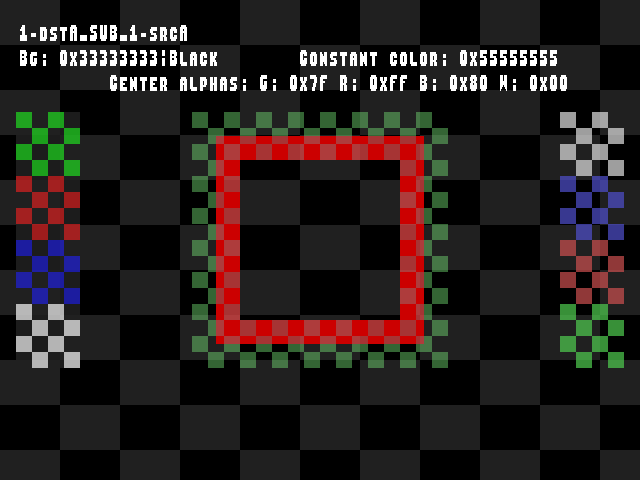 1-dstA_SUB_1-srcA
Bg: 0x33333333¦Black Constant color: 0x55555555
Center alphas: G: 0x7f R: 0xff B: 0x80 W: 0x00